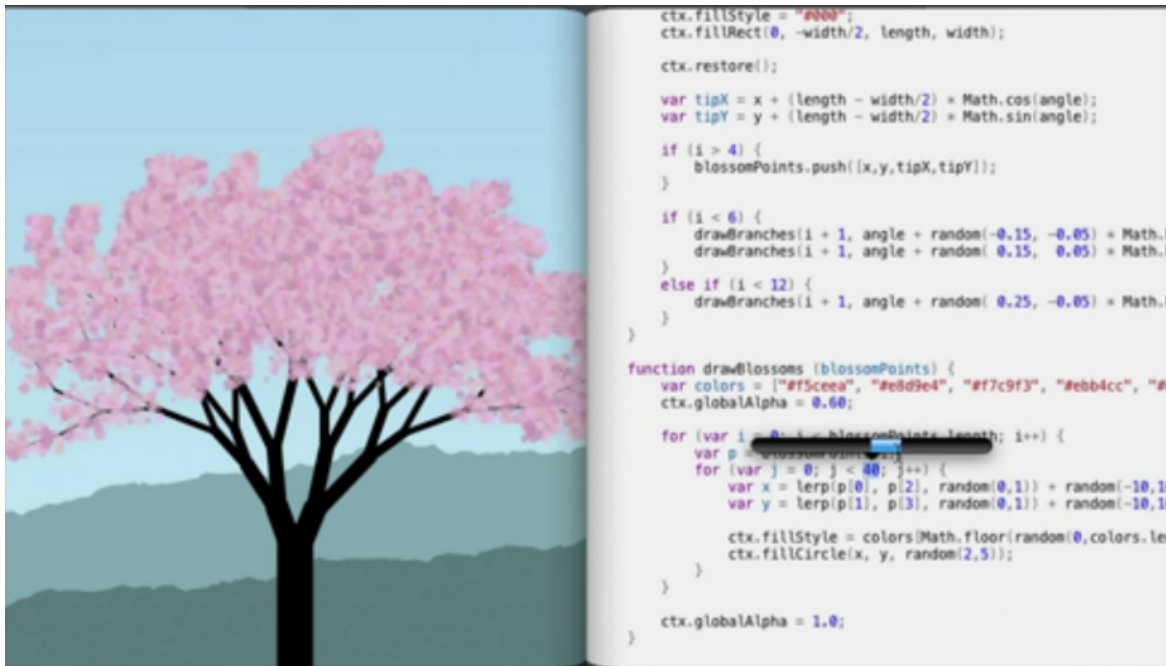 ctx.fillStyle = "#000";
ctx.fillRect(0, -width/2, length, width);
ctx.restore();
var tipX = x + (length - width/2) * Math.cos(angle);
var tipY = y + (length - width/2) * Math.sin(angle);
if (i > 4) {
blossomPoints.push([x,y,tipX,tipY]);
}
if (i < 6) {
drawBranches(i + 1, angle + random(-0.15, -0.05) * Math.
drawBranches(i + 1, angle + random( 0.15,  0.05) * Math.
}
else if (i < 12) {
drawBranches(i + 1, angle + random( 0.25, -0.05) * Math.
}
}
function drawBlossoms (blossomPoints) {
var colors = ["#f5ceea", "#e8d9e4", "#f7c9f3", "#ebb4cc", "#
ctx.globalAlpha = 0.60;
for (var i = 0; i < blossomPoints.length; i++) {
var p =
for (var j = 0; j < 40; j++) {
var x = lerp(p[0], p[2], random(0,1)) + random(-10,1
var y = lerp(p[1], p[3], random(0,1)) + random(-10,1
ctx.fillStyle = colors[Math.floor(random(0,colors.le
ctx.fillCircle(x, y, random(2,5));
}
}
ctx.globalAlpha = 1.0;
}